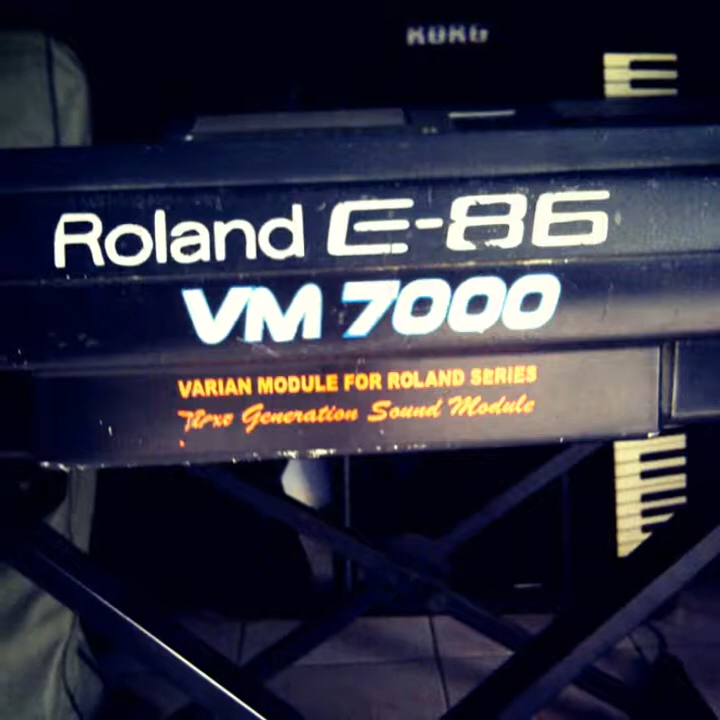 KORG
Roland E-86
VM 7000
VARIAN MODULE FOR ROLAND SERIES
Generation Sound Module